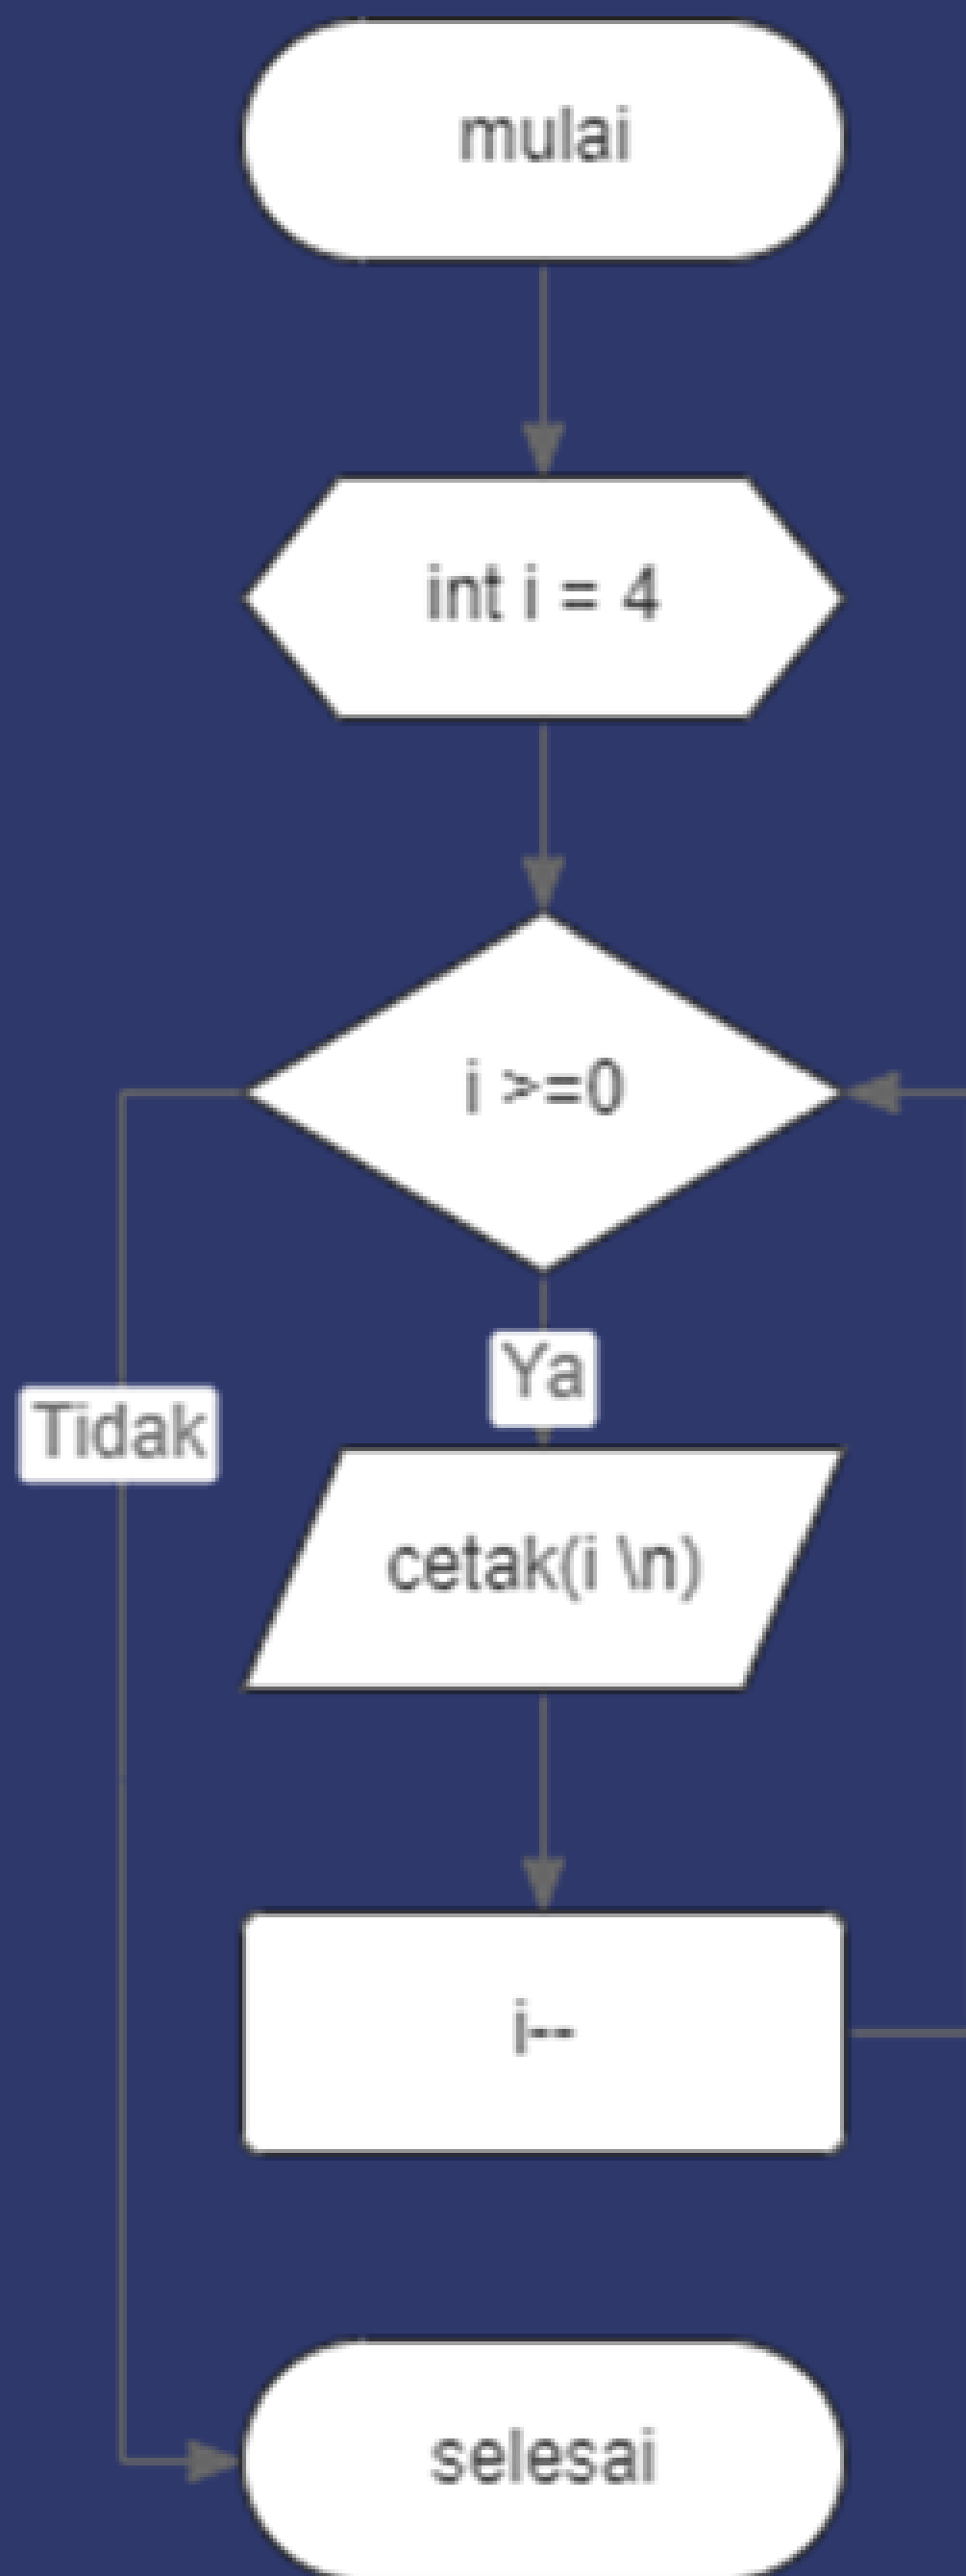 mulai
int i = 4
i >=0
Ya
Tidak
cetak(i \n)
i--
selesai